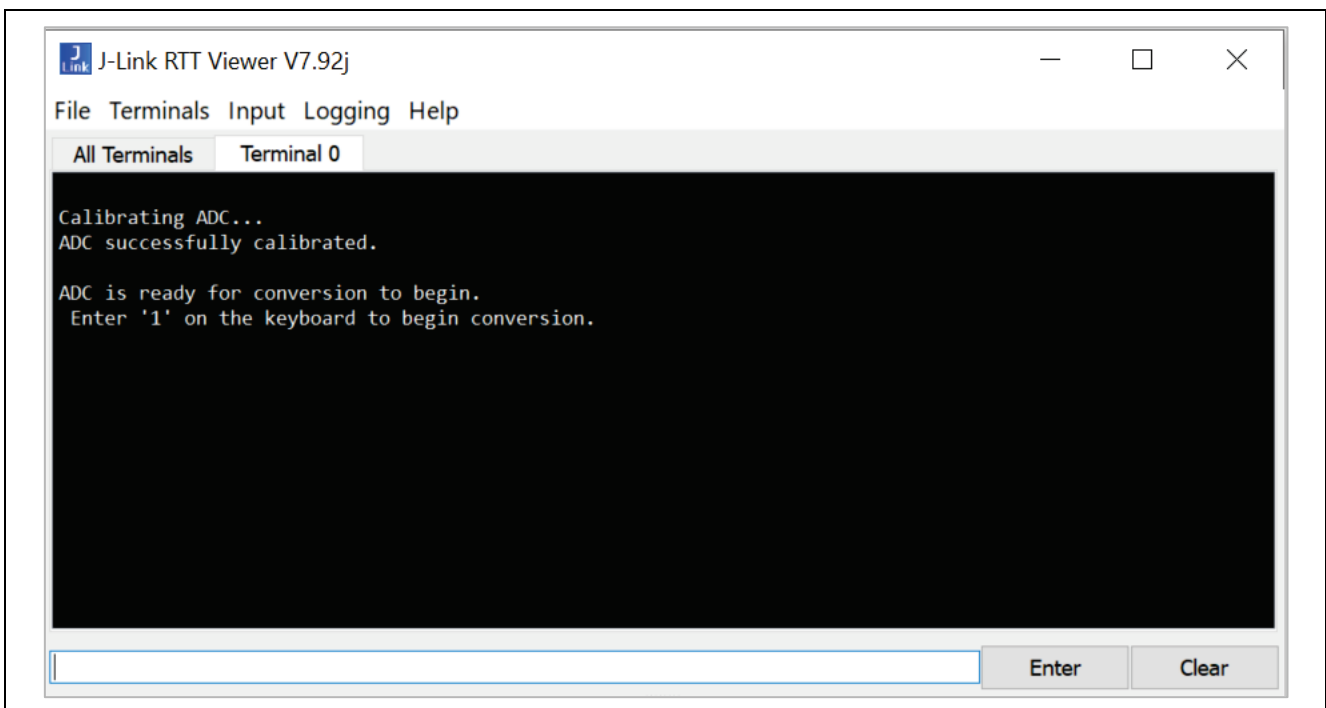 J Link J-Link RTT Viewer V7.92j
File Terminals Input Logging Help
All Terminals Terminal 0
Calibrating ADC...
ADC successfully calibrated.
ADC is ready for conversion to begin.
Enter '1' on the keyboard to begin conversion.
Enter Clear